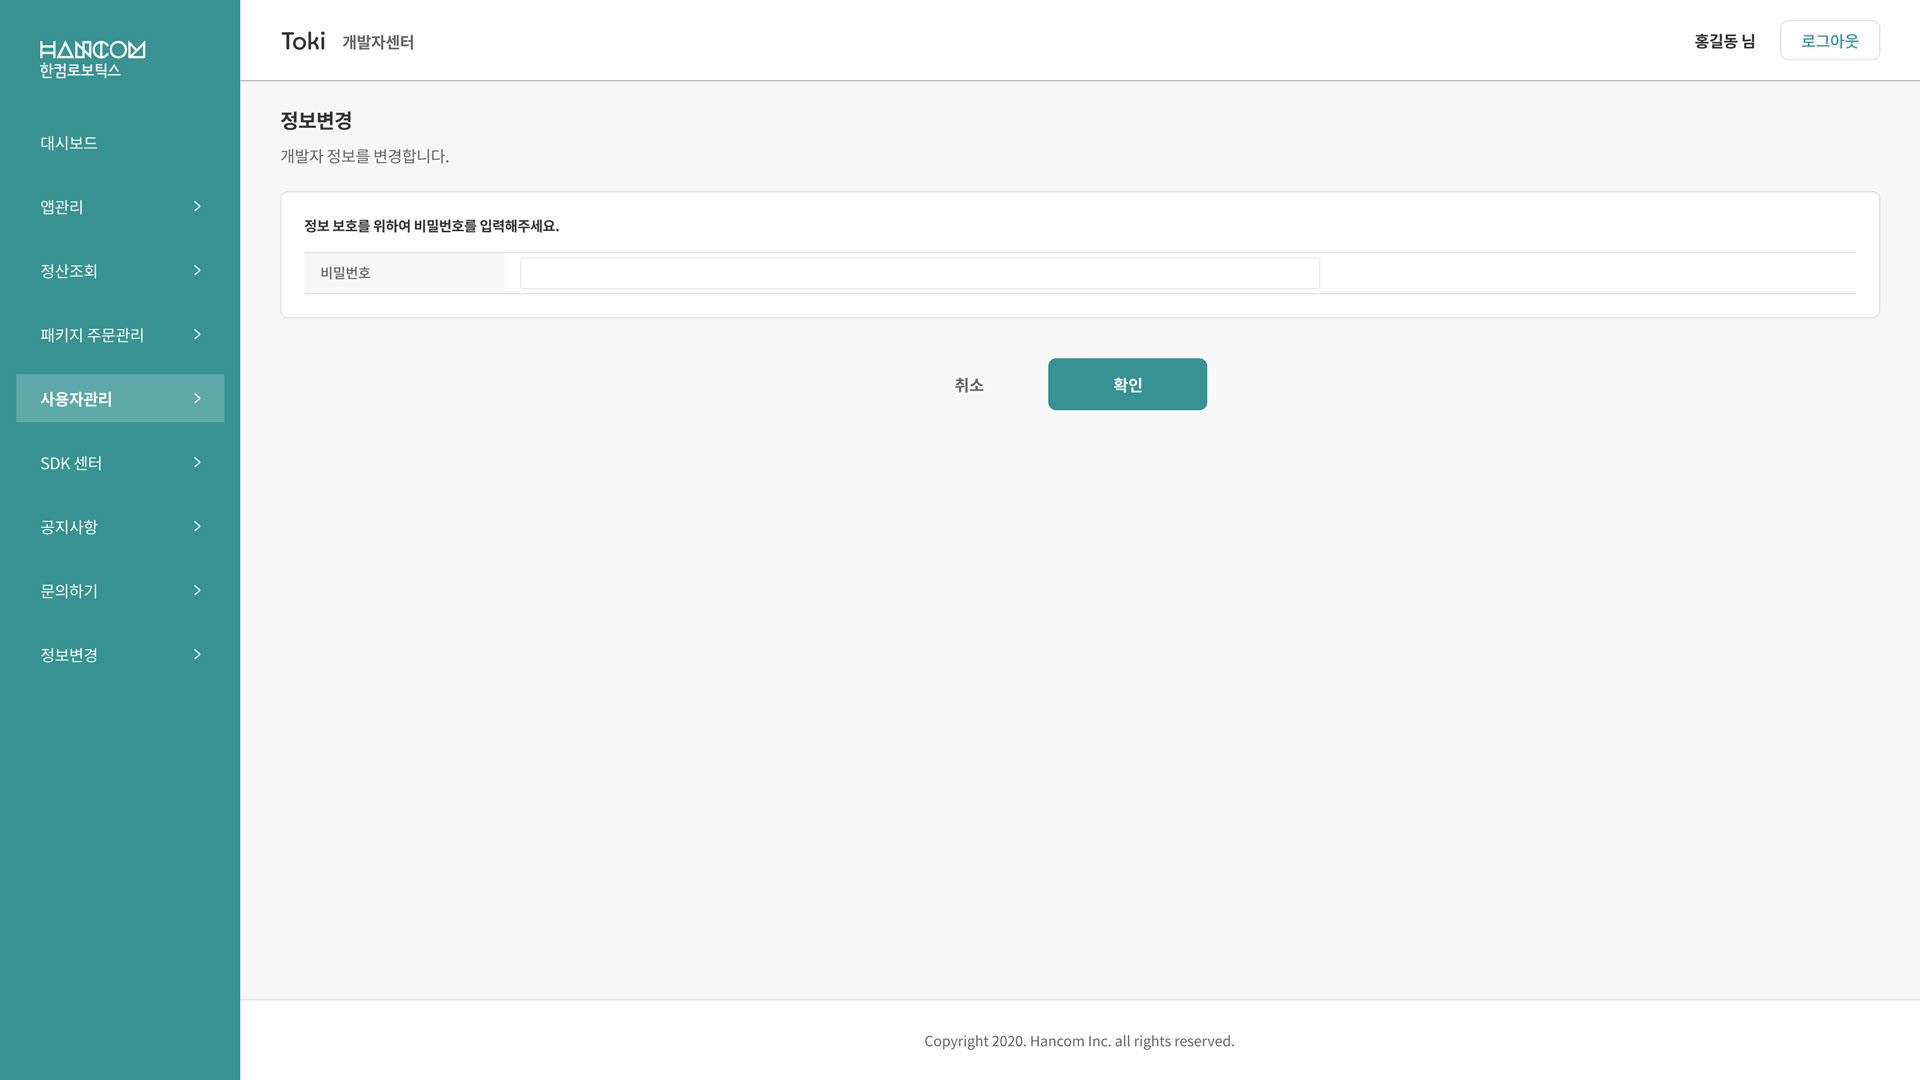 HANCOM
한컴로보틱스
대시보드
앱관리
정산조회
패키지 주문관리
사용자관리
SDK 센터
공지사항
문의하기
정보변경
Toki 개발자센터
홍길동 님
로그아웃
정보변경
개발자 정보를 변경합니다.
정보 보호를 위하여 비밀번호를 입력해주세요.
비밀번호
취소
확인
Copyright 2020. Hancom Inc. all rights reserved.